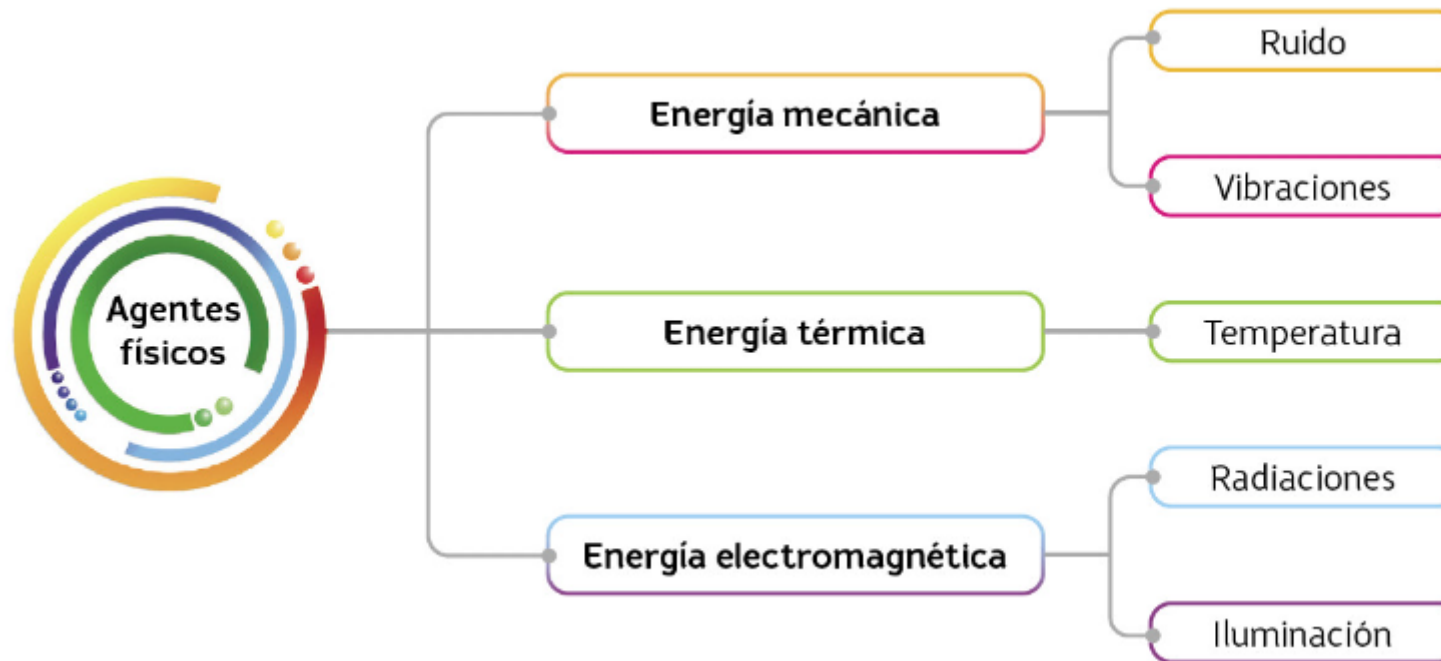 Agentes
físicos
Energía mecánica
Ruido
Vibraciones
Energía térmica
Temperatura
Energía electromagnética
Radiaciones
Iluminación